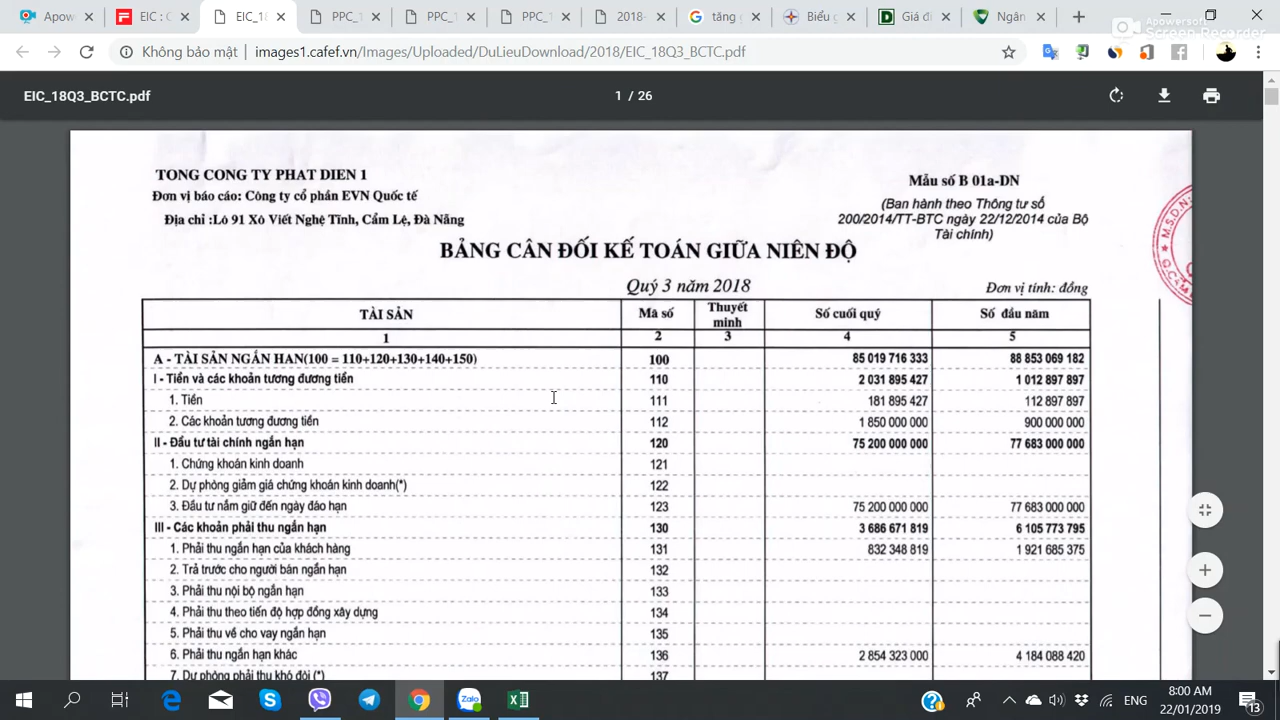 Apow
EIC : C
EIC_18
PPC_1
PPC_1
PPC_1
2018-
tăng g
Biểu g
Giá di
Ngân
Apowersoft
Screen Recorder
Không bảo mật
images1.cafef.vn/Images/Uploaded/DuLieuDownload/2018/EIC_18Q3_BCTC.pdf
EIC_18Q3_BCTC.pdf
1 / 26
TONG CONG TY PHAT DIEN 1
Đơn vị báo cáo: Công ty cổ phần EVN Quốc tế
Địa chỉ :Lô 91 Xô Viết Nghệ Tĩnh, Cẩm Lệ, Đà Nẵng
Mẫu số B 01a-DN
(Ban hành theo Thông tư số
200/2014/TT-BTC ngày 22/12/2014 của Bộ
Tài chính)
M.S.D.N:
BẢNG CÂN ĐỐI KẾ TOÁN GIỮA NIÊN ĐỘ
Quý 3 năm 2018
Đơn vị tính: đồng
TÀI SẢN Mã số Thuyết minh Số cuối quý Số đầu năm
1 2 3 4 5
A - TÀI SẢN NGẮN HAN(100 = 110+120+130+140+150) 100 85 019 716 333 88 853 069 182
I - Tiền và các khoản tương đương tiền 110 2 031 895 427 1 012 897 897
1. Tiền 111 181 895 427 112 897 897
2. Các khoản tương đương tiền 112 1 850 000 000 900 000 000
II - Đầu tư tài chính ngắn hạn 120 75 200 000 000 77 683 000 000
1. Chứng khoán kinh doanh 121
2. Dự phòng giảm giá chứng khoán kinh doanh(*) 122
3. Đầu tư nắm giữ đến ngày đáo hạn 123 75 200 000 000 77 683 000 000
III - Các khoản phải thu ngắn hạn 130 3 686 671 819 6 105 773 795
1. Phải thu ngắn hạn của khách hàng 131 832 348 819 1 921 685 375
2. Trả trước cho người bán ngắn hạn 132
3. Phải thu nội bộ ngắn hạn 133
4. Phải thu theo tiến độ hợp đồng xây dựng 134
5. Phải thu về cho vay ngắn hạn 135
6. Phải thu ngắn hạn khác 136 2 854 323 000 4 184 088 420
7. Dự phòng phải thu khó đòi (*) 137
Zalo
ENG
8:00 AM
22/01/2019
13